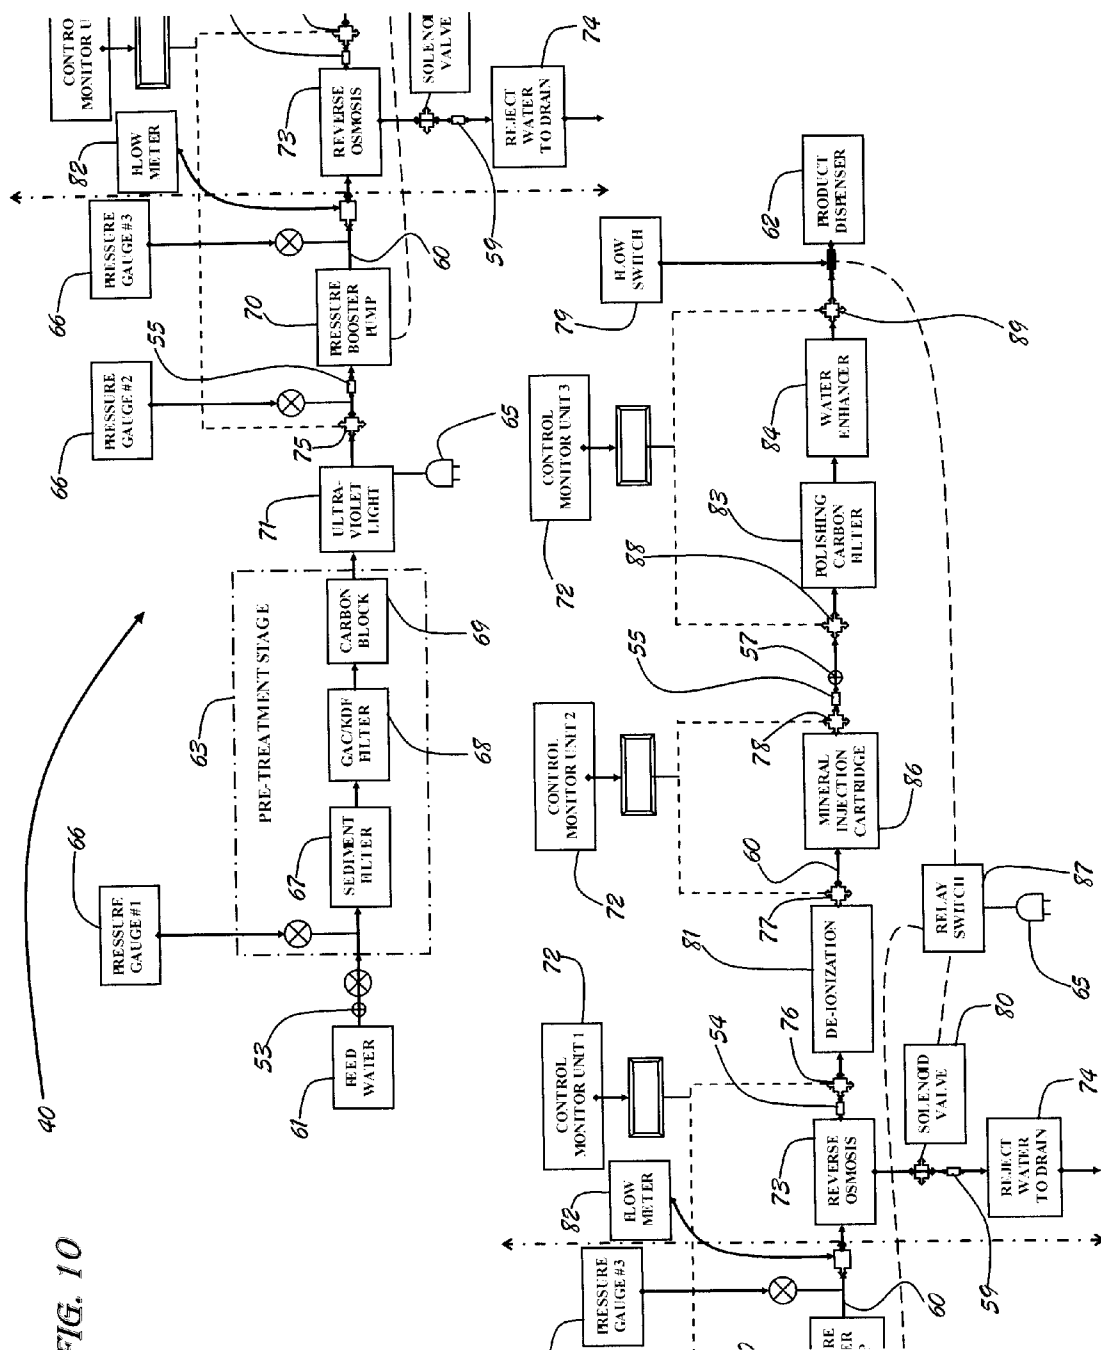 FIG. 10
40
66
PRESSURE
GAUGE #1
61
FEED
WATER
53
63
PRE-TREATMENT STAGE
67
SEDIMENT
FILTER
GAC/KDF
FILTER
68
CARBON
BLOCK
69
71
ULTRA-
VIOLET
LIGHT
65
75
66
PRESSURE
GAUGE #2
55
70
PRESSURE
BOOSTER
PUMP
66
PRESSURE
GAUGE #3
60
82
FLOW
METER
73
REVERSE
OSMOSIS
CONTRO
MONITOR U
SOLENOI
VALVE
59
REJECT
WATER
TO DRAIN
74
PRESSURE
GAUGE #3
RE
ER
P
60
82
FLOW
METER
72
CONTROL
MONITOR UNIT 1
73
REVERSE
OSMOSIS
54
76
59
SOLENOID
VALVE
80
REJECT
WATER
TO DRAIN
74
81
DE-IONIZATION
77
60
RELAY
SWITCH
87
65
72
CONTROL
MONITOR UNIT 2
MINERAL
INJECTION
CARTRIDGE
86
78
55
57
72
CONTROL
MONITOR UNIT 3
88
83
POLISHING
CARBON
FILTER
84
WATER
ENHANCER
89
79
FLOW
SWITCH
62
PRODUCT
DISPENSER